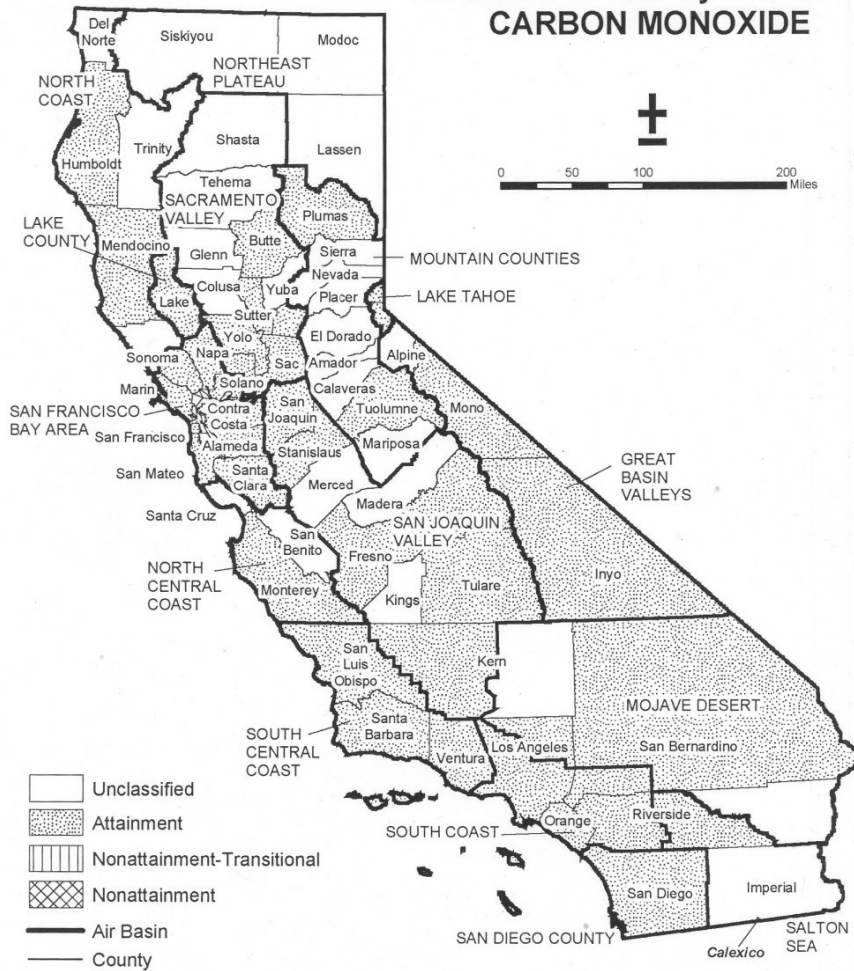 CARBON MONOXIDE
Del
Norte
Siskiyou
Modoc
NORTHEAST
PLATEAU
NORTH
COAST
Shasta
Trinity
Lassen
Humboldt
0 50 100 200
Miles
Tehema
SACRAMENTO
VALLEY
Plumas
LAKE
COUNTY
Mendocino
Butte
Glenn
Sierra
MOUNTAIN COUNTIES
Nevada
Colusa
Yuba
Placer
LAKE TAHOE
Lake
Sutter
Yolo
El Dorado
Sonoma
Napa
Sac
Alpine
Amador
Solano
Marin
Calaveras
Mono
SAN FRANCISCO
BAY AREA
Contra
Costa
San
Joaquin
Tuolumne
San Francisco
Alameda
Stanislaus
Mariposa
GREAT
BASIN
VALLEYS
San Mateo
Santa
Clara
Merced
Madera
Santa Cruz
SAN JOAQUIN
VALLEY
San
Benito
Fresno
NORTH
CENTRAL
COAST
Inyo
Tulare
Monterey
Kings
San
Luis
Obispo
Kern
MOJAVE DESERT
SOUTH
CENTRAL
COAST
Santa
Barbara
Los Angeles
San Bernardino
Ventura
Unclassified
Attainment
Orange
Riverside
SOUTH COAST
Nonattainment-Transitional
Nonattainment
San Diego
Imperial
Air Basin
SAN DIEGO COUNTY
Calexico
SALTON
SEA
County